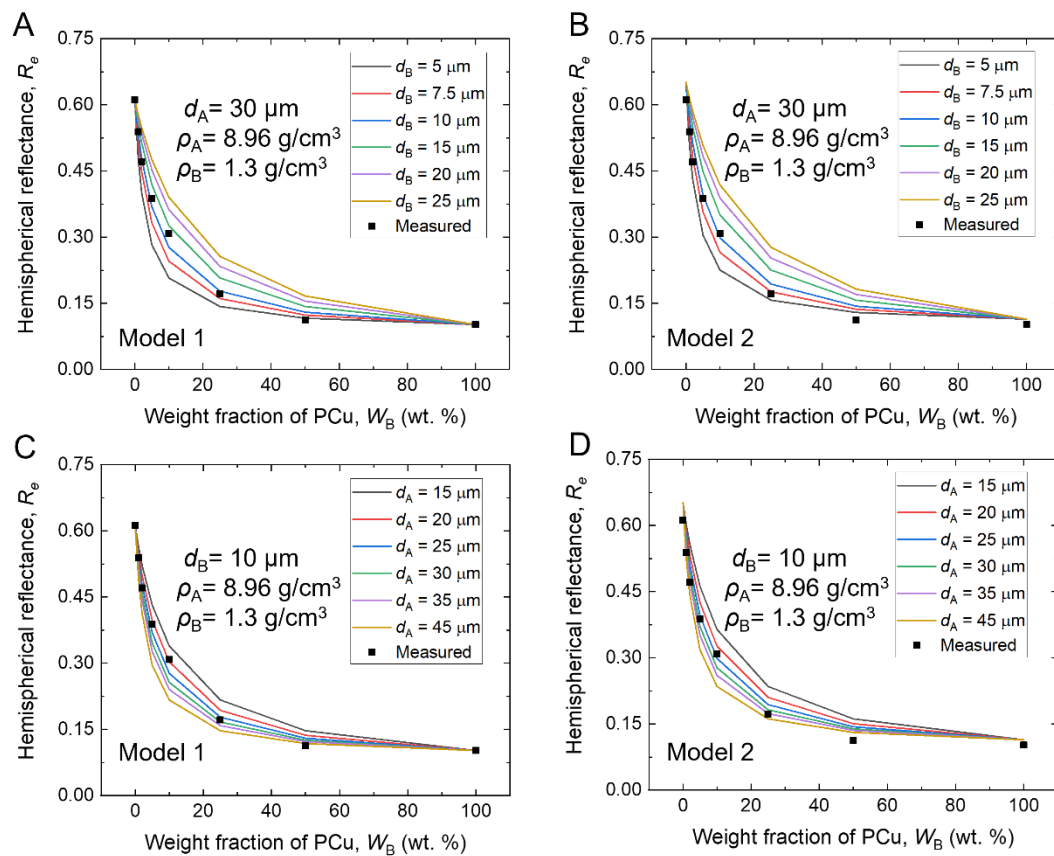 A
Hemispherical reflectance, Re
0.75
0.60
0.45
0.30
0.15
0.00
dB = 5 μm
dB = 7.5 μm
dB = 10 μm
dB = 15 μm
dB = 20 μm
dB = 25 μm
Measured
dA= 30 μm
ρA= 8.96 g/cm³
ρB= 1.3 g/cm³
Model 1
0 20 40 60 80 100
Weight fraction of PCu, WB (wt. %)
B
Hemispherical reflectance, Re
0.75
0.60
0.45
0.30
0.15
0.00
dB = 5 μm
dB = 7.5 μm
dB = 10 μm
dB = 15 μm
dB = 20 μm
dB = 25 μm
Measured
dA= 30 μm
ρA= 8.96 g/cm³
ρB= 1.3 g/cm³
Model 2
0 20 40 60 80 100
Weight fraction of PCu, WB (wt. %)
C
Hemispherical reflectance, Re
0.75
0.60
0.45
0.30
0.15
0.00
dA = 15 μm
dA = 20 μm
dA = 25 μm
dA = 30 μm
dA = 35 μm
dA = 45 μm
Measured
dB= 10 μm
ρA= 8.96 g/cm³
ρB= 1.3 g/cm³
Model 1
0 20 40 60 80 100
Weight fraction of PCu, WB (wt. %)
D
Hemispherical reflectance, Re
0.75
0.60
0.45
0.30
0.15
0.00
dA = 15 μm
dA = 20 μm
dA = 25 μm
dA = 30 μm
dA = 35 μm
dA = 45 μm
Measured
dB= 10 μm
ρA= 8.96 g/cm³
ρB= 1.3 g/cm³
Model 2
0 20 40 60 80 100
Weight fraction of PCu, WB (wt. %)